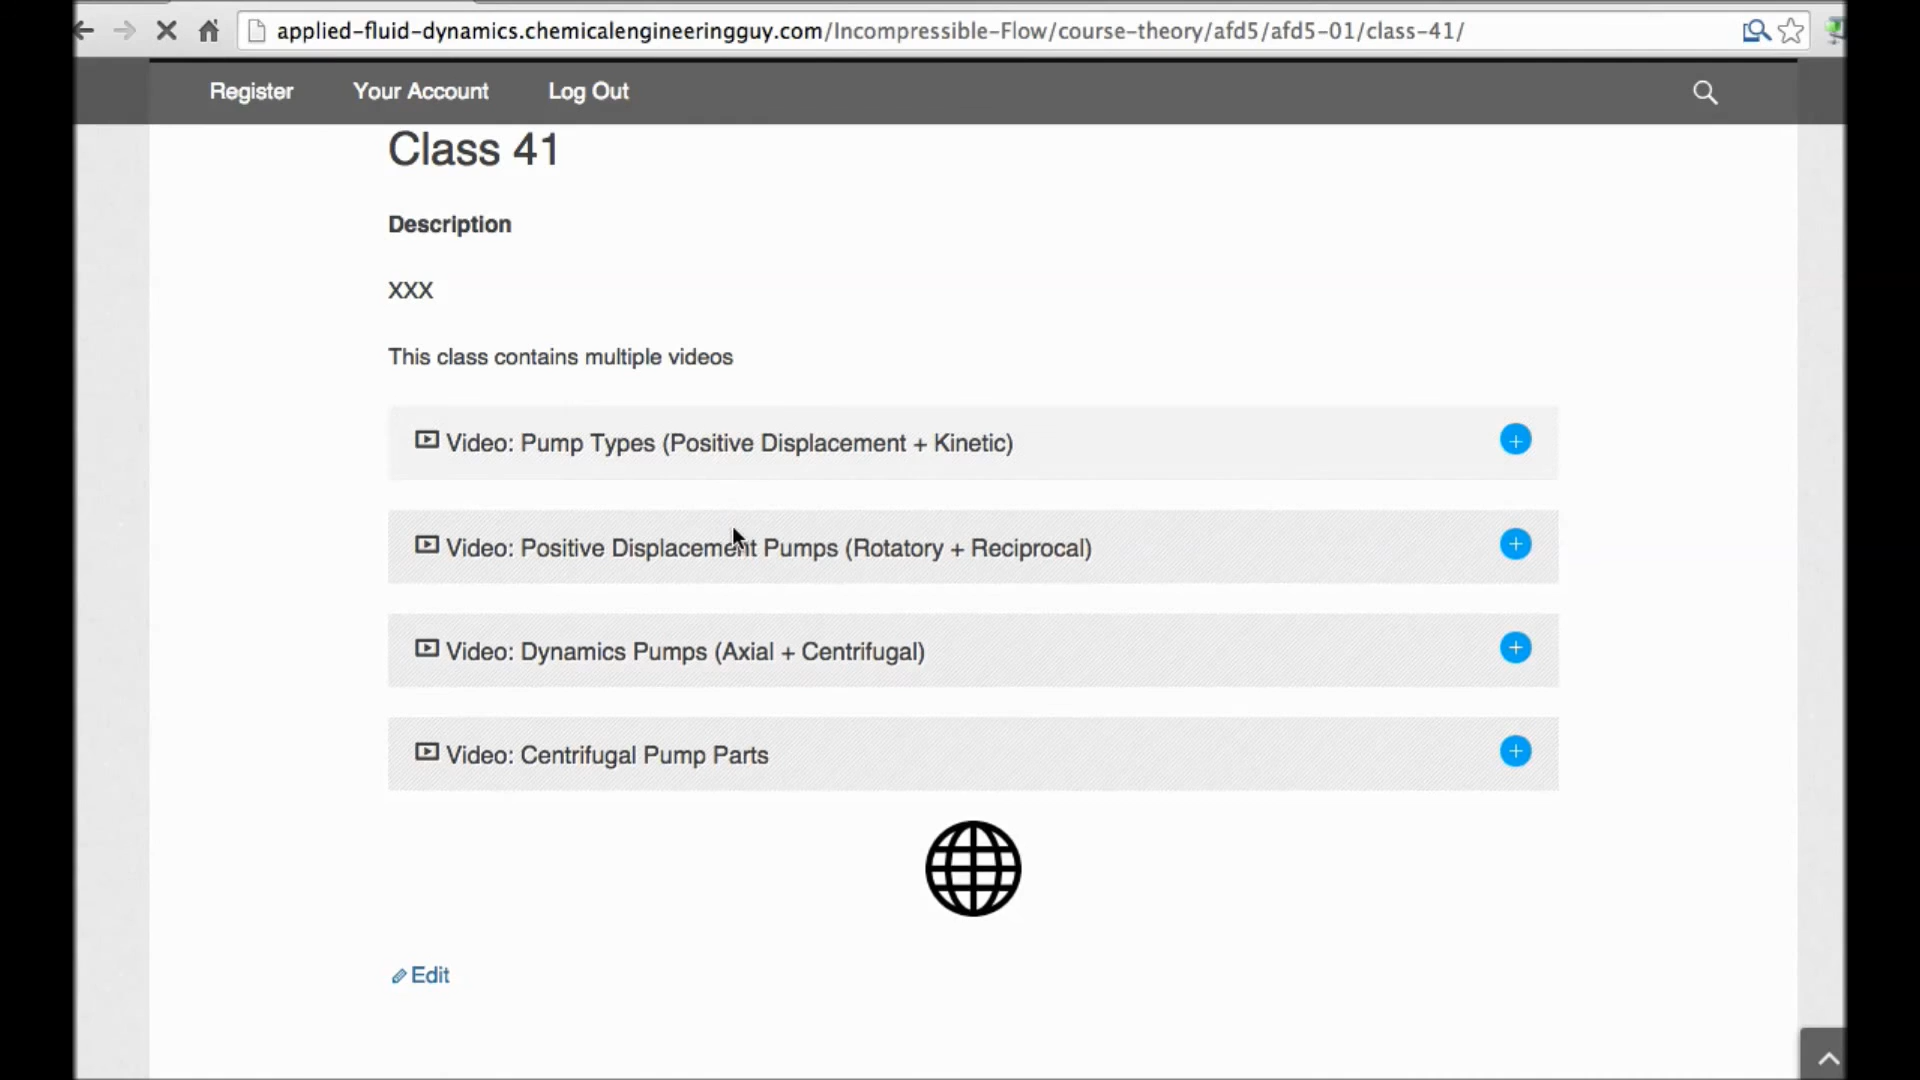 applied-fluid-dynamics.chemicalengineeringguy.com/Incompressible-Flow/course-theory/afd5/afd5-01/class-41/
Register Your Account Log Out
Class 41
Description
XXX
This class contains multiple videos
Video: Pump Types (Positive Displacement + Kinetic)
Video: Positive Displacement Pumps (Rotatory + Reciprocal)
Video: Dynamics Pumps (Axial + Centrifugal)
Video: Centrifugal Pump Parts
Edit